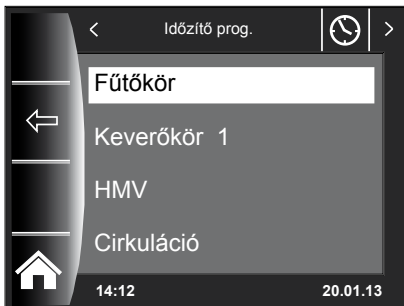 Időzítő prog.
Fűtőkör
Keverőkör 1
HMV
Cirkuláció
14:12 20.01.13